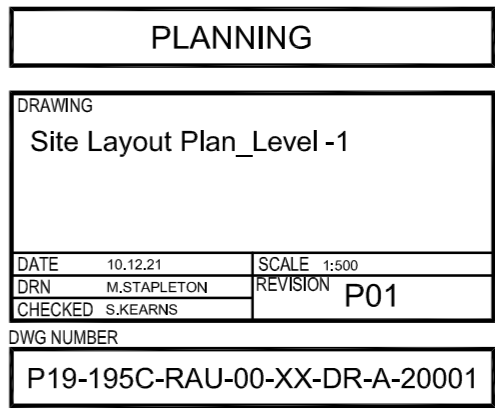 PLANNING
DRAWING
Site Layout Plan_Level -1
DATE 10.12.21 SCALE 1:500
DRN M.STAPLETON REVISION P01
CHECKED S.KEARNS
DWG NUMBER
P19-195C-RAU-00-XX-DR-A-20001